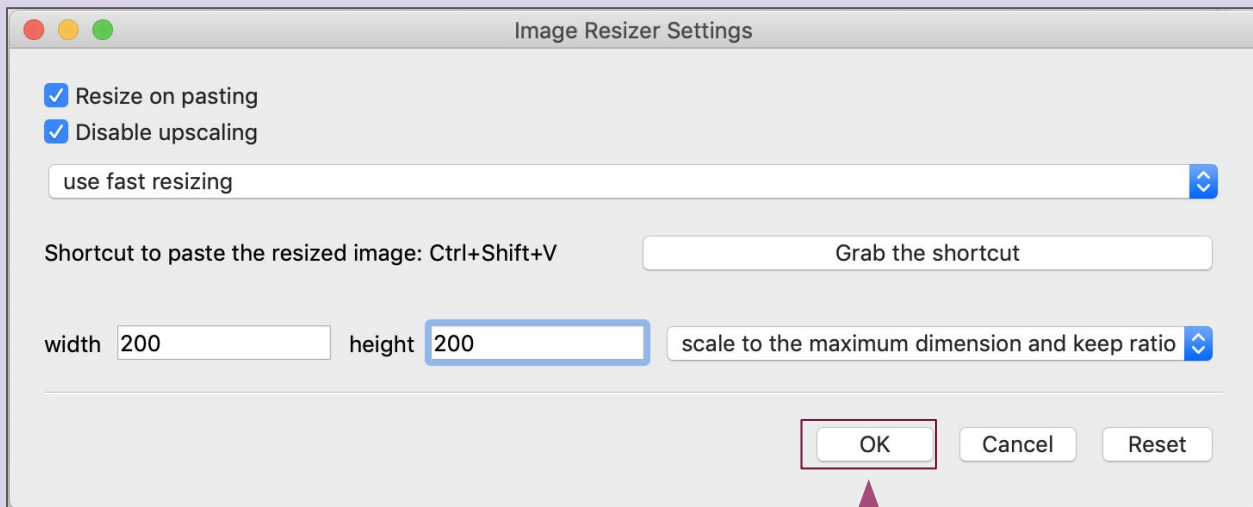 Image Resizer Settings
Resize on pasting
Disable upscaling
use fast resizing
Shortcut to paste the resized image: Ctrl+Shift+V Grab the shortcut
width 200 height 200 scale to the maximum dimension and keep ratio
OK Cancel Reset